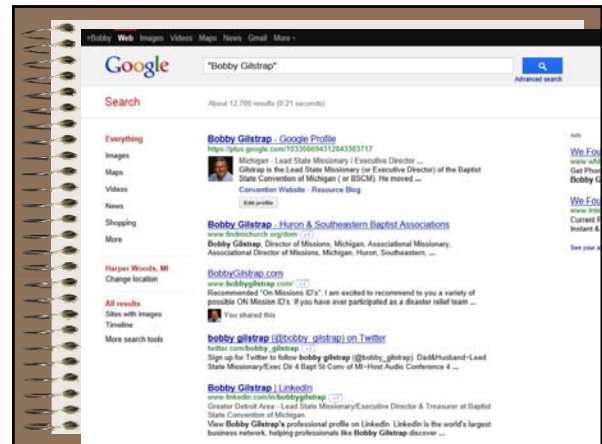 +Bobby Web Images Videos Maps News Gmail More
Google
"Bobby Gilstrap"
Advanced search
Search
About 12,700 results (0.21 seconds)
Everything
Images
Maps
Videos
News
Shopping
More
Harper Woods, MI
Change location
All results
Sites with images
Timeline
More search tools
Bobby Gilstrap - Google Profile
Michigan - Lead State Missionary / Executive Director ...
Gilstrap is the Lead State Missionary (or Executive Director) of the Baptist
State Convention of Michigan ( or BSCM). He moved ...
Convention Website - Resource Blog
Edit profile
Bobby Gilstrap - Huron & Southeastern Baptist Associations
www.findmichurch.org/dom
Bobby Gilstrap, Director of Missions, Michigan, Associational Missionary,
Associational Director of Missions, Michigan, Huron, Southeastern, ...
BobbyGilstrap.com
www.bobbygilstrap.com/
Recommended "On Missions ID's". I am excited to recommend to you a variety of
possible ON Mission ID's. If you have ever participated as a disaster relief team ...
You shared this
bobby gilstrap (@bobby_gilstrap) on Twitter
twitter.com/bobby_gilstrap
Sign up for Twitter to follow bobby gilstrap (@bobby_gilstrap). Dad&Husband~Lead
State Missionary/Exec Dir 4 Bapt St Conv of MI~Host Audio Conference 4 ...
Bobby Gilstrap | LinkedIn
www.linkedin.com/in/bobbygilstrap
Greater Detroit Area - Lead State Missionary/Executive Director & Treasurer at Baptist
State Convention of Michigan
View Bobby Gilstrap's professional profile on LinkedIn. LinkedIn is the world's largest
business network, helping professionals like Bobby Gilstrap discover ...
Ads
We Fou
Get Phon
Bobby G
We Fou
Current
Instant &
See your a